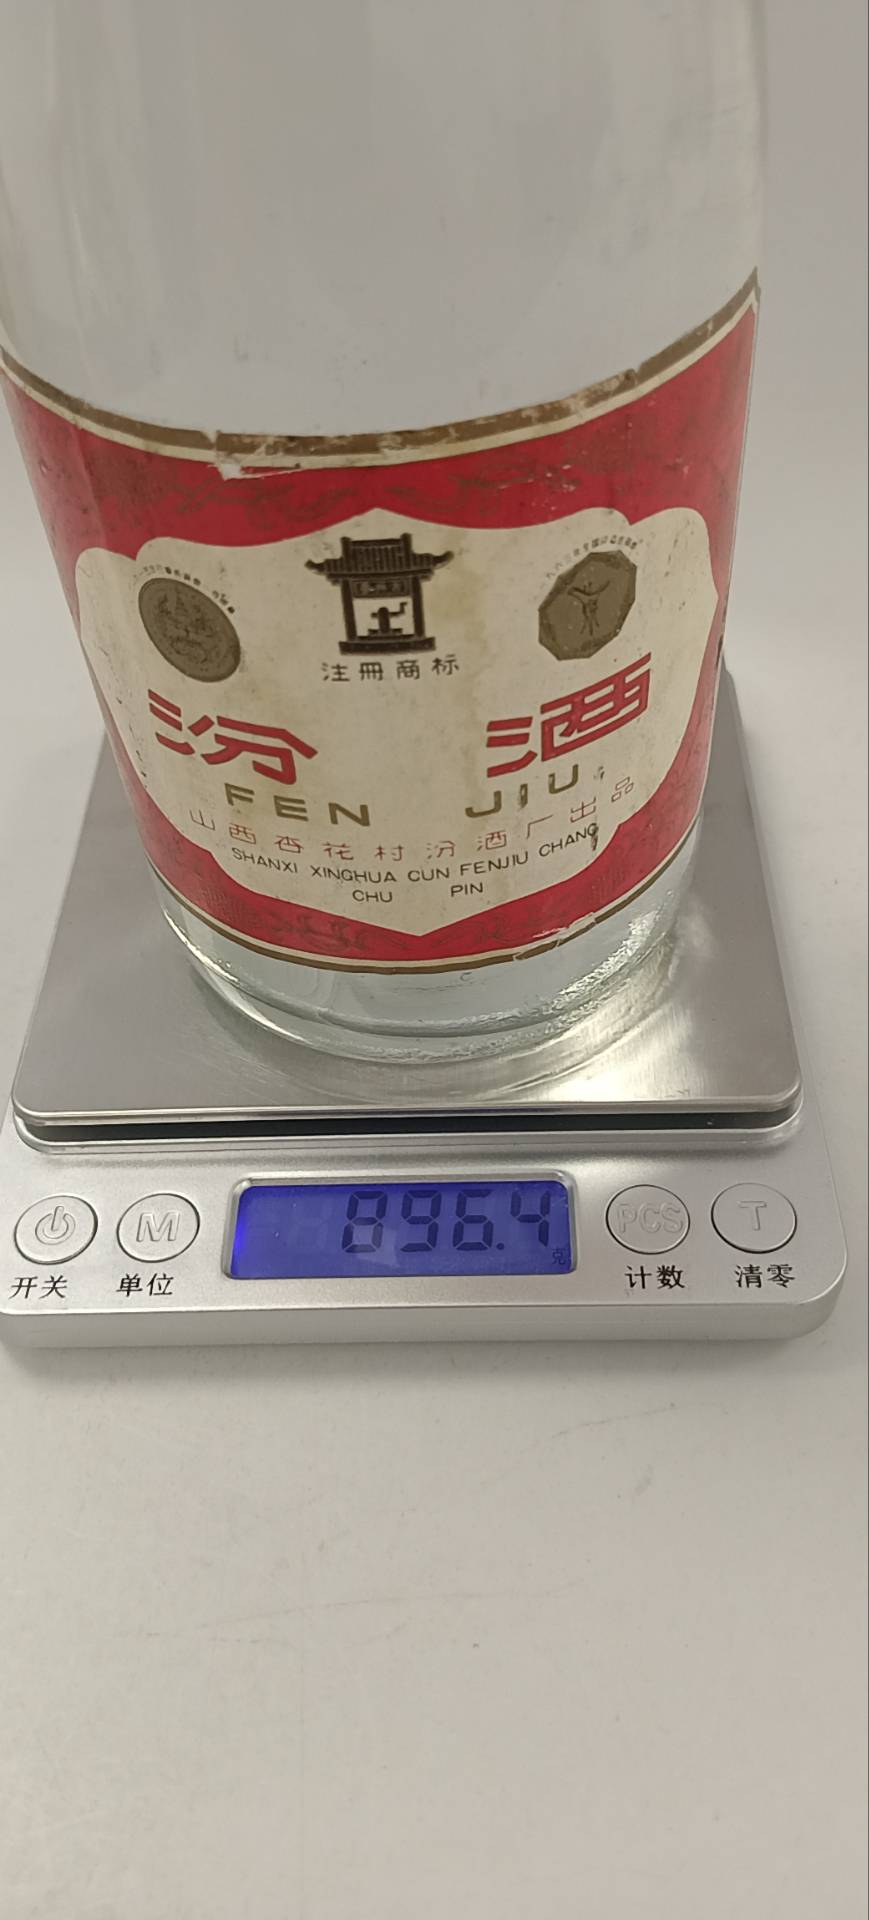 注册商标
汾酒
FEN JIU
山西杏花村汾酒厂出品
SHANXI XINGHUA CUN FENJIU CHANG
CHU PIN
896.4
克
M
PCS
T
开关
单位
计数
清零